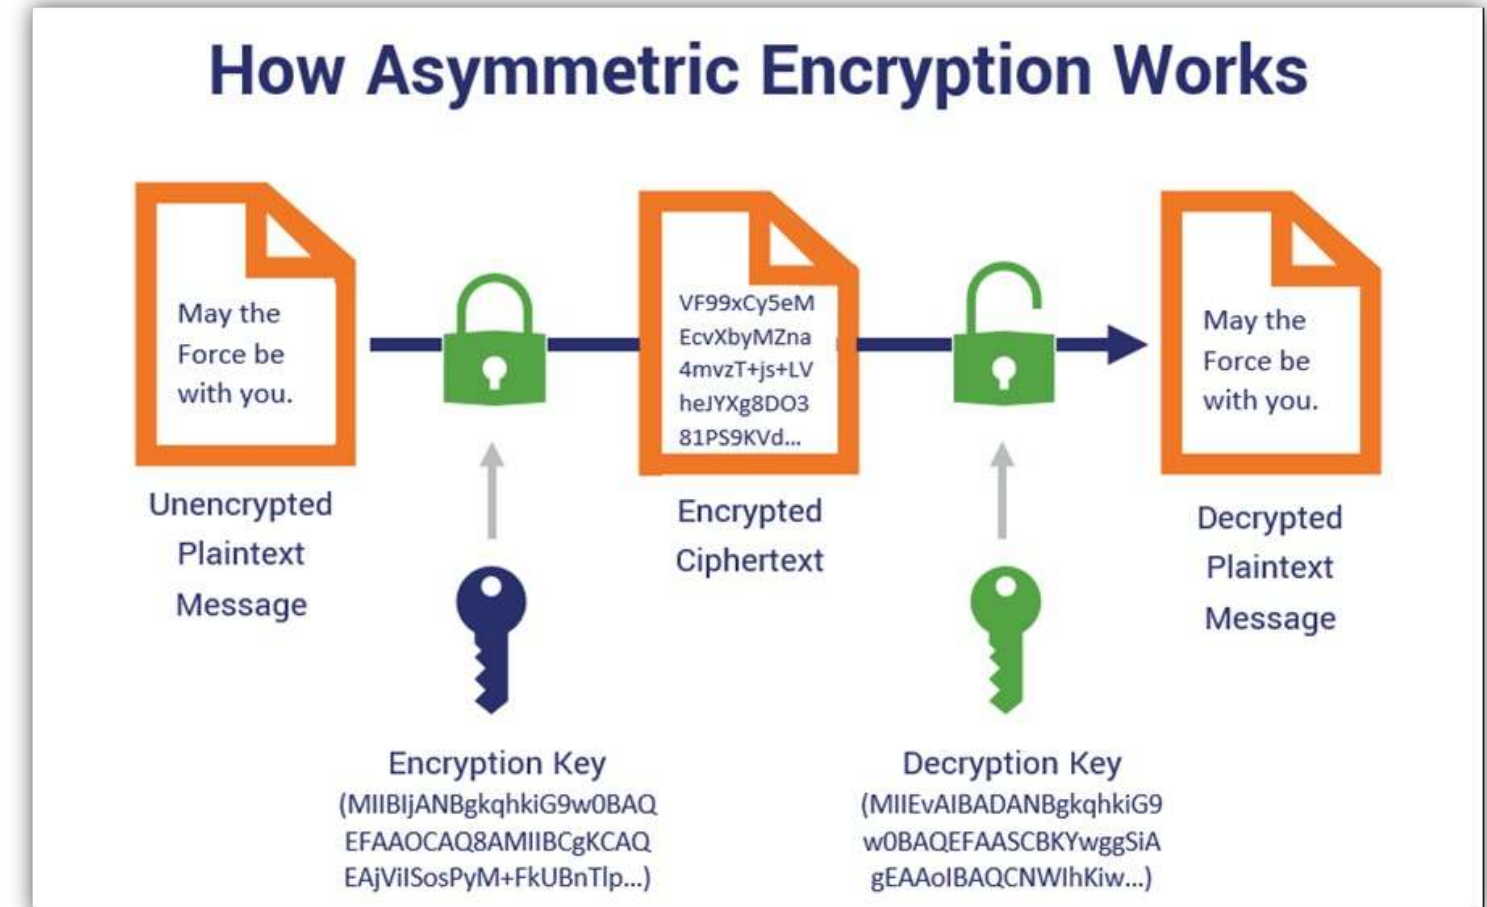 How Asymmetric Encryption Works
May the
Force be
with you.
Unencrypted
Plaintext
Message
VF99xCy5eM
EcvXbyMZna
4mvzT+js+LV
heJYXg8DO3
81PS9KVd...
Encrypted
Ciphertext
May the
Force be
with you.
Decrypted
Plaintext
Message
Encryption Key
(MIIBIjANBgkqhkiG9w0BAQ
EFAAOCAQ8AMIIBCgKCAQ
EAjVilSosPyM+FkUBnTlp...)
Decryption Key
(MIIEvAIBADANBgkqhkiG9
w0BAQEFAASCBKYwggSiA
gEAAoIBAQCNWIhKiw...)